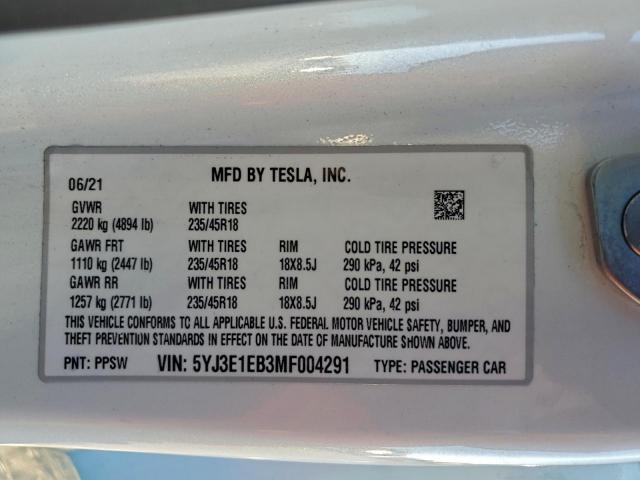 MFD BY TESLA, INC.
06/21
GVWR WITH TIRES
2220 kg (4894 lb) 235/45R18
GAWR FRT WITH TIRES RIM COLD TIRE PRESSURE
1110 kg (2447 lb) 235/45R18 18X8.5J 290 kPa, 42 psi
GAWR RR WITH TIRES RIM COLD TIRE PRESSURE
1257 kg (2771 lb) 235/45R18 18X8.5J 290 kPa, 42 psi
THIS VEHICLE CONFORMS TO ALL APPLICABLE U.S. FEDERAL MOTOR VEHICLE SAFETY, BUMPER, AND
THEFT PREVENTION STANDARDS IN EFFECT ON THE DATE OF MANUFACTURE SHOWN ABOVE.
PNT: PPSW VIN: 5YJ3E1EB3MF004291 TYPE: PASSENGER CAR